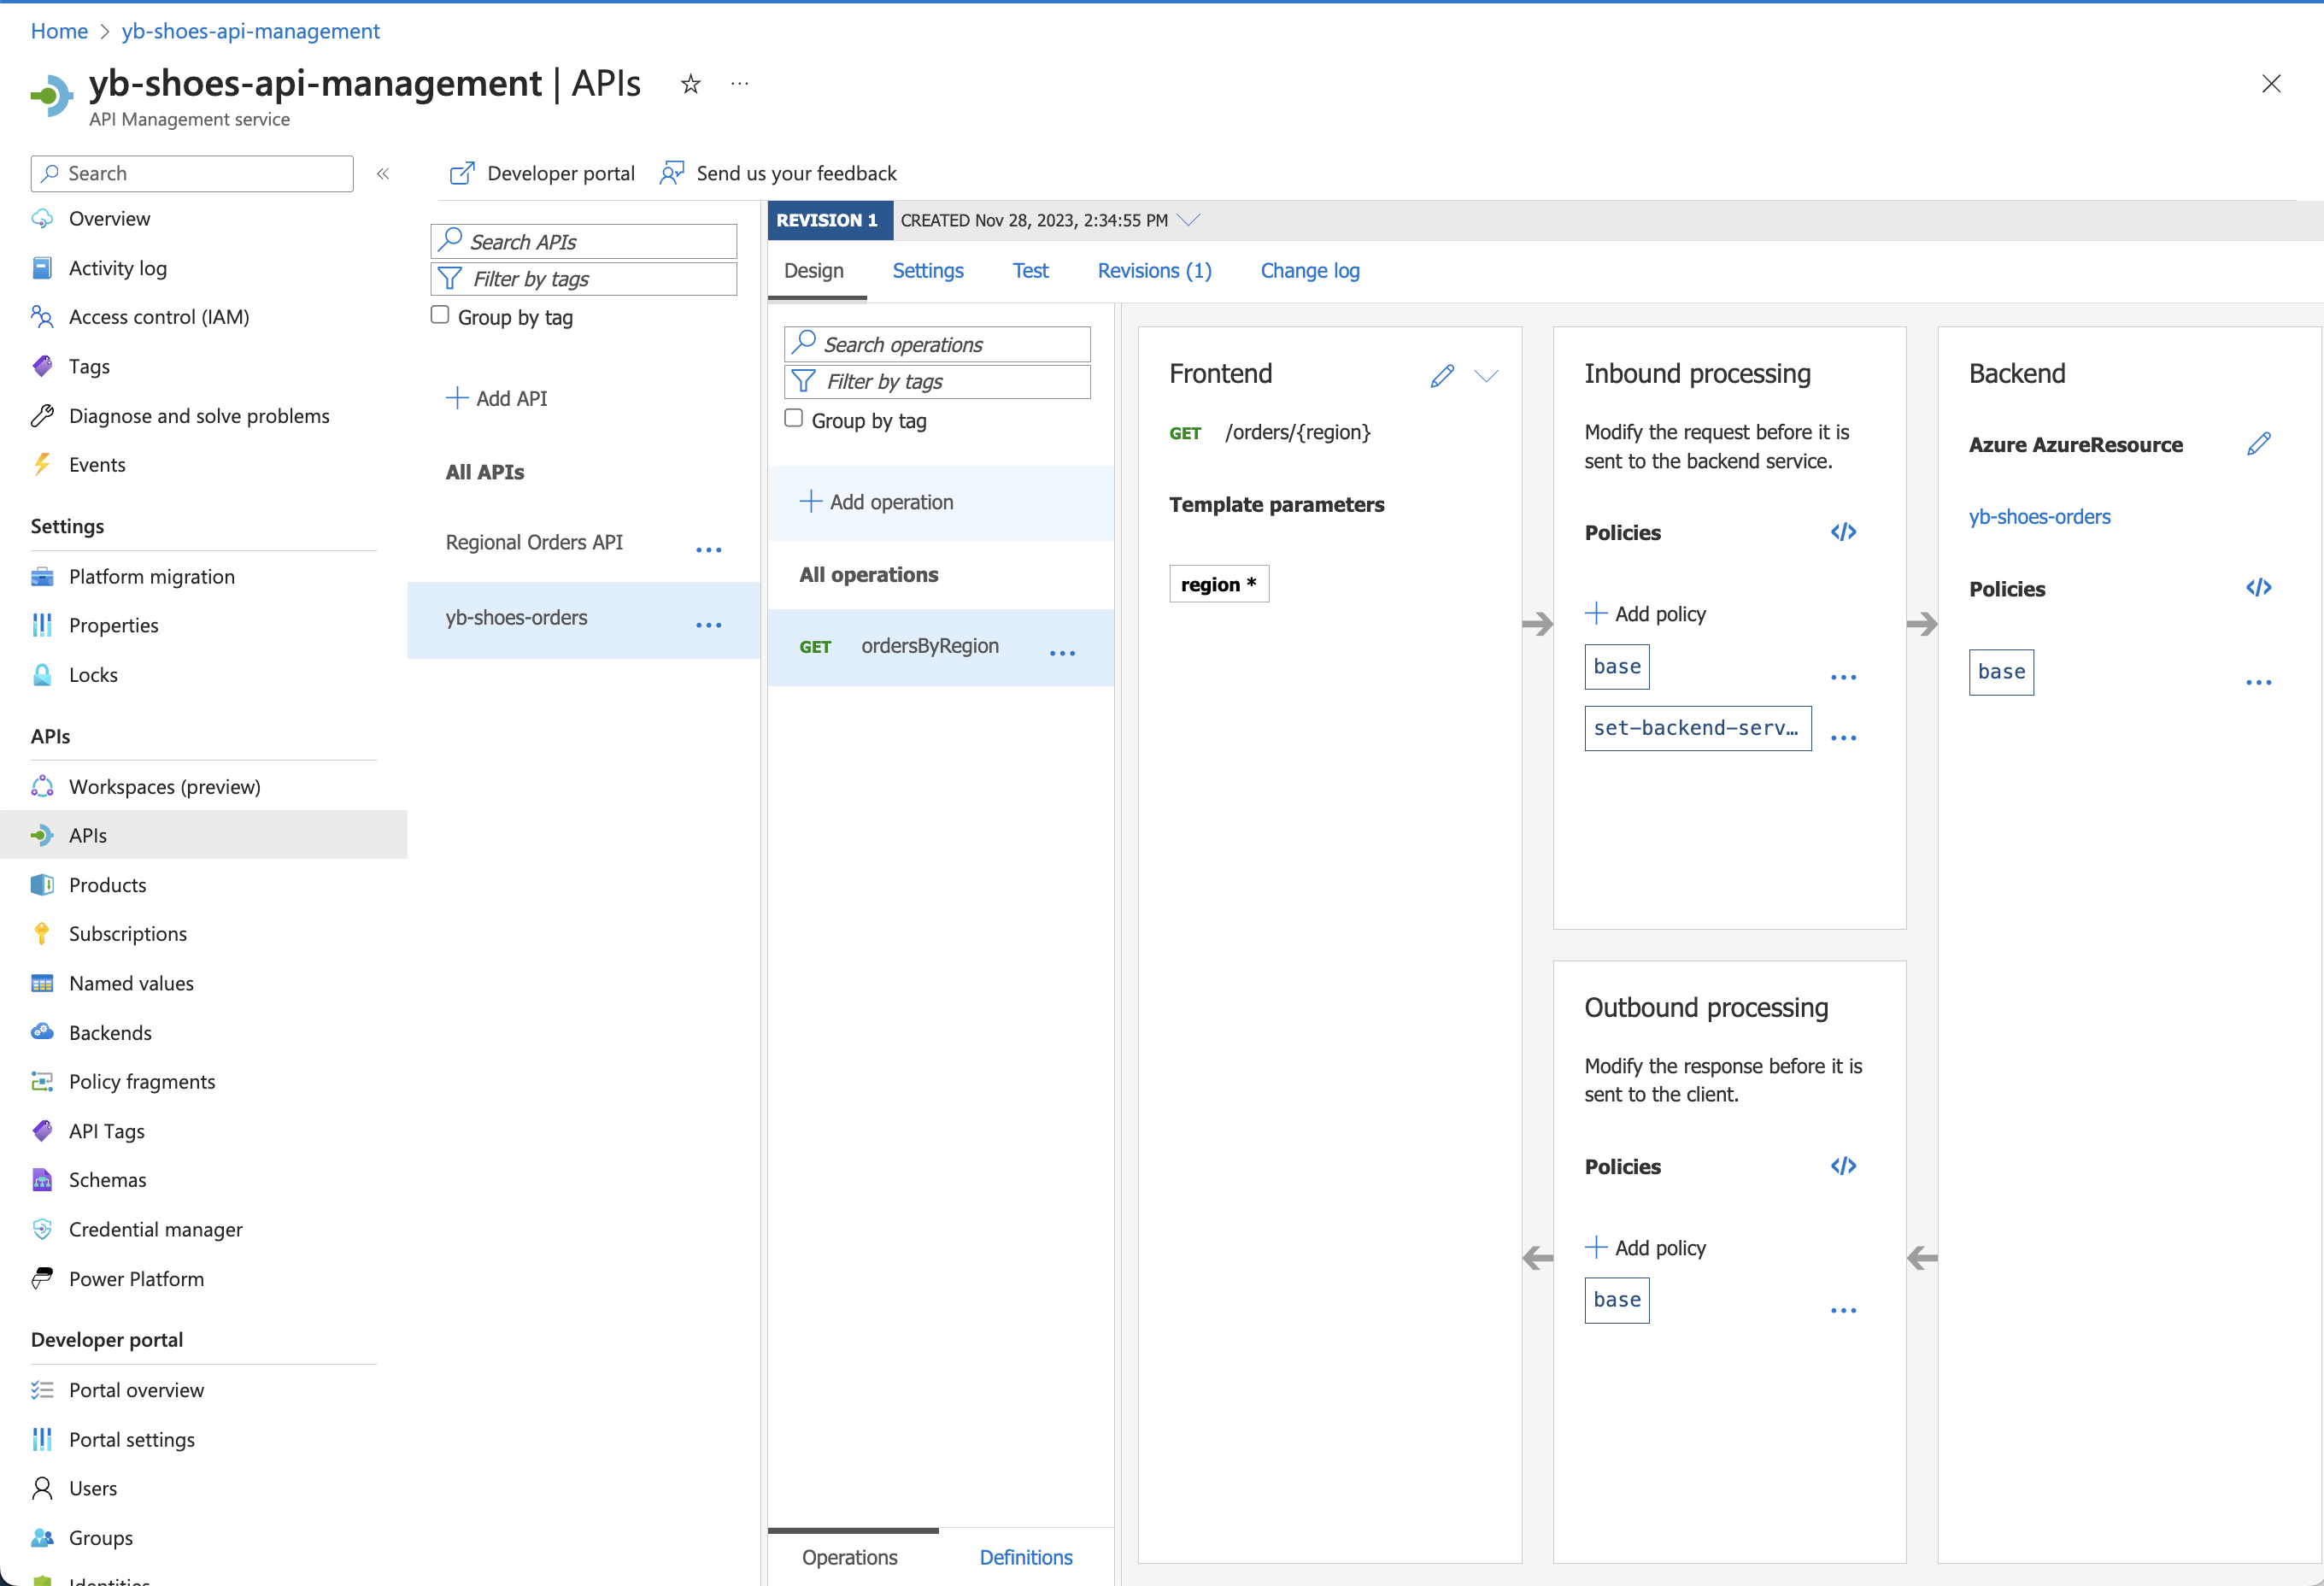 Home > yb-shoes-api-management
yb-shoes-api-management | APIs
API Management service
Search
Overview
Activity log
Access control (IAM)
Tags
Diagnose and solve problems
Events
Settings
Platform migration
Properties
Locks
APIs
Workspaces (preview)
APIs
Products
Subscriptions
Named values
Backends
Policy fragments
API Tags
Schemas
Credential manager
Power Platform
Developer portal
Portal overview
Portal settings
Users
Groups
Identities
Developer portal
Send us your feedback
Search APIs
Filter by tags
Group by tag
+ Add API
All APIs
Regional Orders API ...
yb-shoes-orders ...
REVISION 1 CREATED Nov 28, 2023, 2:34:55 PM
Design Settings Test Revisions (1) Change log
Search operations
Filter by tags
Group by tag
+ Add operation
All operations
GET ordersByRegion ...
Operations Definitions
Frontend
GET /orders/{region}
Template parameters
region *
Inbound processing
Modify the request before it is
sent to the backend service.
Policies </>
+ Add policy
base ...
set-backend-serv… ...
Outbound processing
Modify the response before it is
sent to the client.
Policies </>
+ Add policy
base ...
Backend
Azure AzureResource
yb-shoes-orders
Policies </>
base ...